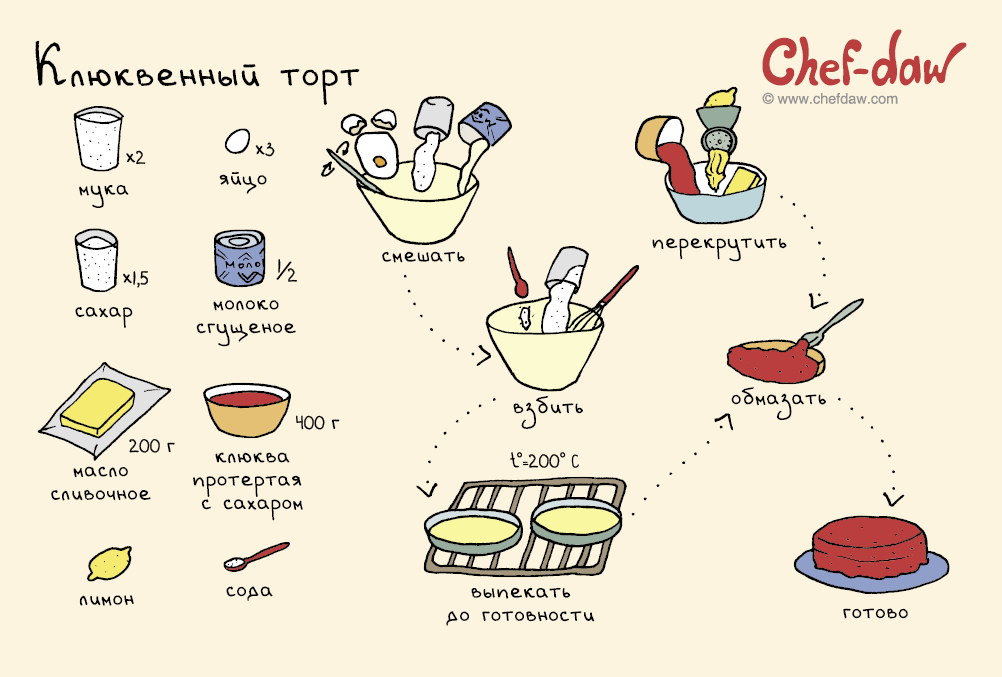 Клюквенный торт
Chef-daw
© www.chefdaw.com
x2
мука
x3
яйцо
x1,5
сахар
МОЛО
1/2
молоко
сгущеное
200 г
масло
сливочное
400 г
клюква
протертая
с сахаром
лимон
сода
смешать
взбить
t°=200° C
выпекать
до готовности
перекрутить
обмазать
готово